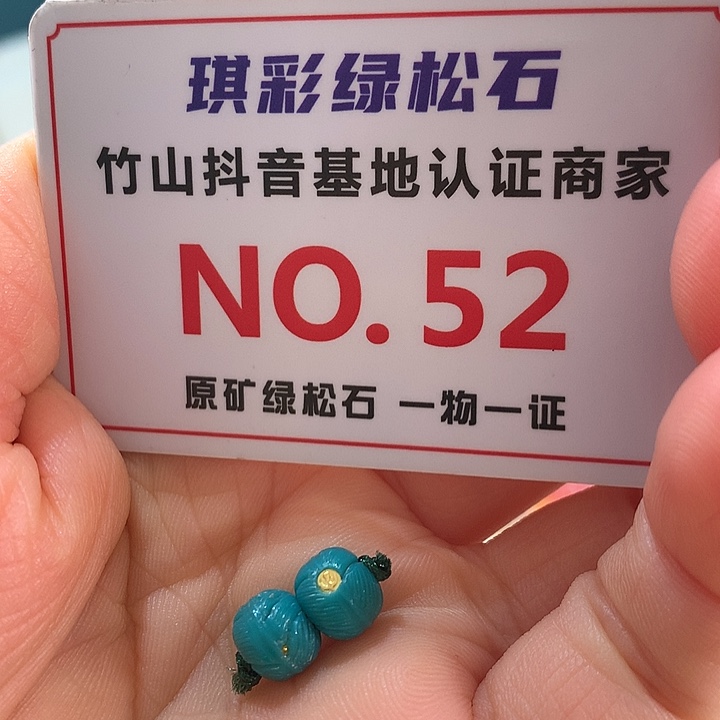 琪彩绿松石
竹山抖音基地认证商家
NO.52
原矿绿松石 一物一证